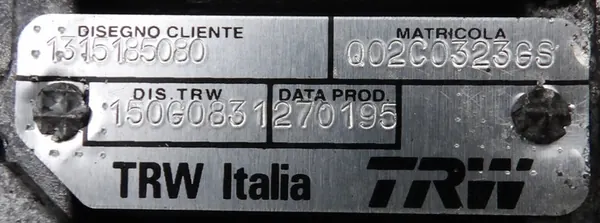 DISEGNO CLIENTE MATRICOLA
1315185080 Q02C0323GS
DIS. TRW DATA PROD.
150G0831 270195
TRW Italia TRW